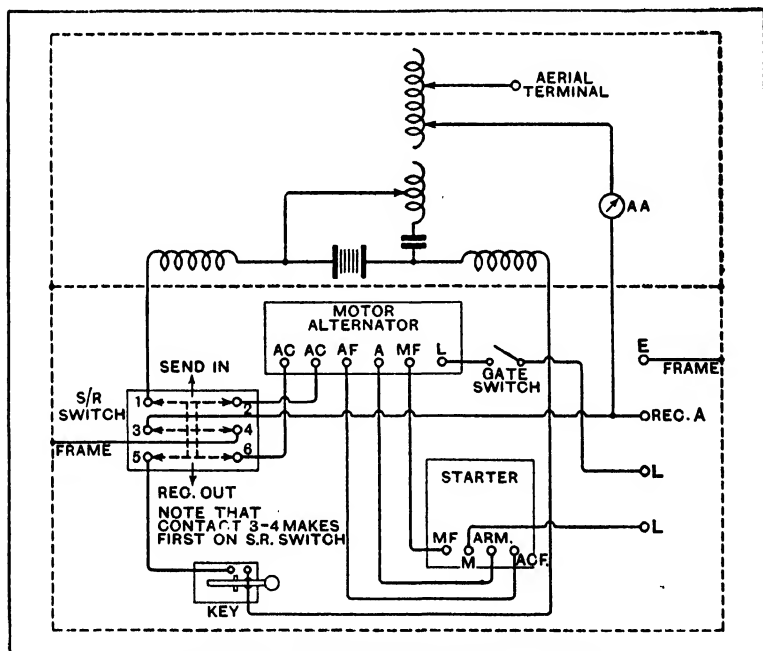 AERIAL
TERMINAL
AA
MOTOR
ALTERNATOR
AC AC AF A MF L
GATE
SWITCH
E
FRAME
SEND IN
S/R
SWITCH
1
2
3
4
5
6
REC. A
FRAME
REC. OUT
NOTE THAT
CONTACT 3-4 MAKES
FIRST ON S.R. SWITCH
L
STARTER
L
MF M ARM. ACF.
KEY